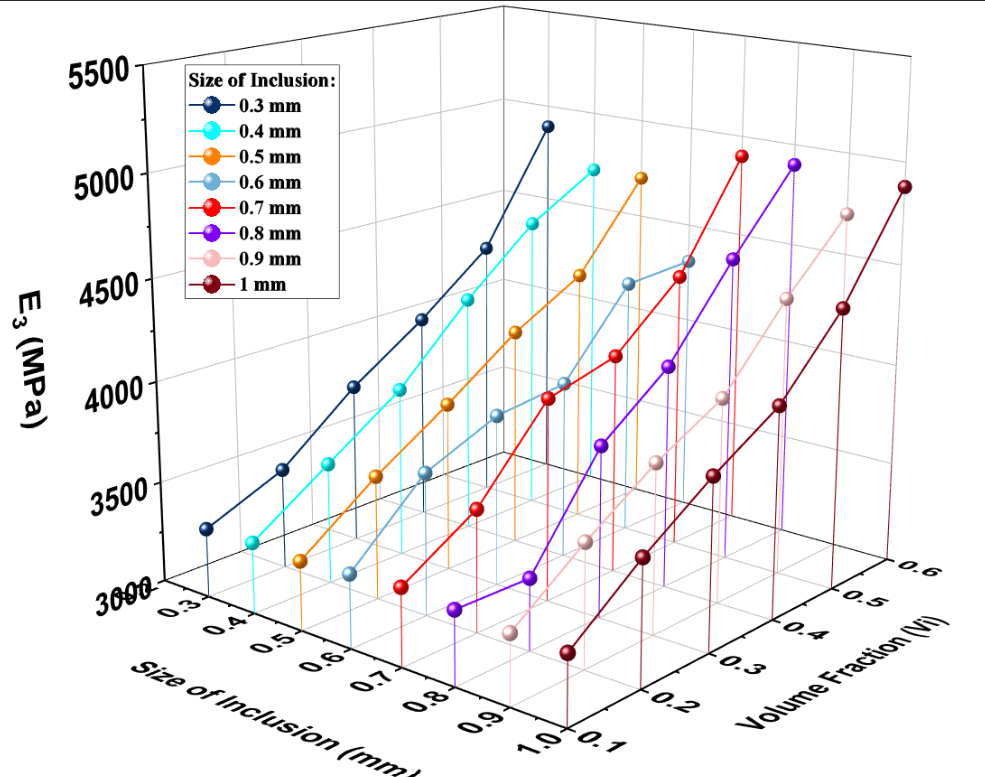 5500
5000
4500
4000
3500
3000
E3 (MPa)
Size of Inclusion:
0.3 mm
0.4 mm
0.5 mm
0.6 mm
0.7 mm
0.8 mm
0.9 mm
1 mm
0.3
0.4
0.5
0.6
0.7
0.8
0.9
1.0
Size of Inclusion (mm)
0.1
0.2
0.3
0.4
0.5
0.6
Volume Fraction (Vi)